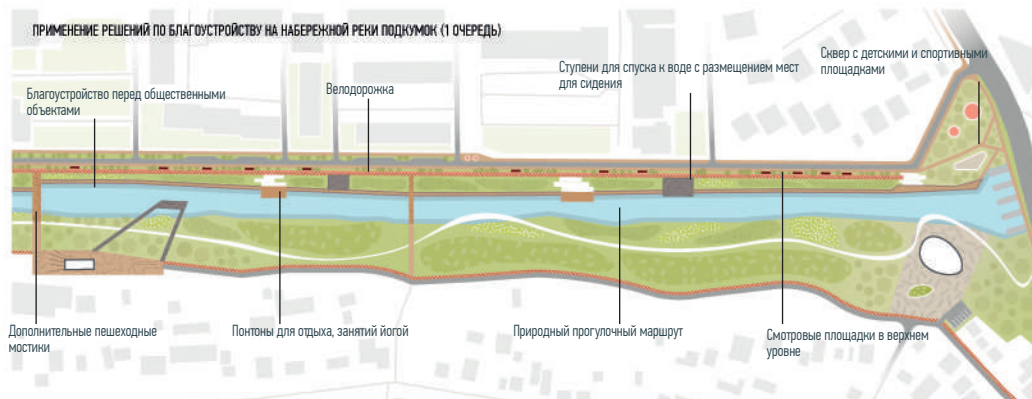 ПРИМЕНЕНИЕ РЕШЕНИЙ ПО БЛАГОУСТРОЙСТВУ НА НАБЕРЕЖНОЙ РЕКИ ПОДКУМОК (1 ОЧЕРЕДЬ)
Благоустройство перед общественными
объектами
Велодорожка
Ступени для спуска к воде с размещением мест
для сидения
Сквер с детскими и спортивными
площадками
Дополнительные пешеходные
мостики
Понтоны для отдыха, занятий йогой
Природный прогулочный маршрут
Смотровые площадки в верхнем
уровне